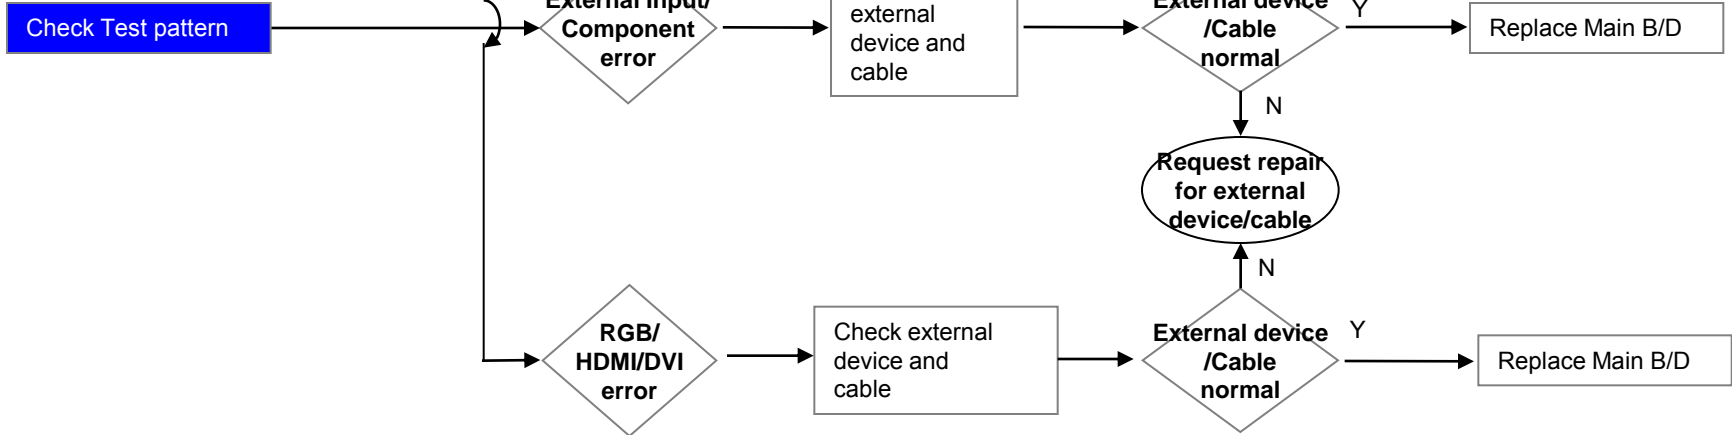 Check Test pattern
External Input/
Component
error
external
device and
cable
External device
/Cable
normal
Y
Replace Main B/D
N
Request repair
for external
device/cable
N
RGB/
HDMI/DVI
error
Check external
device and
cable
External device
/Cable
normal
Y
Replace Main B/D